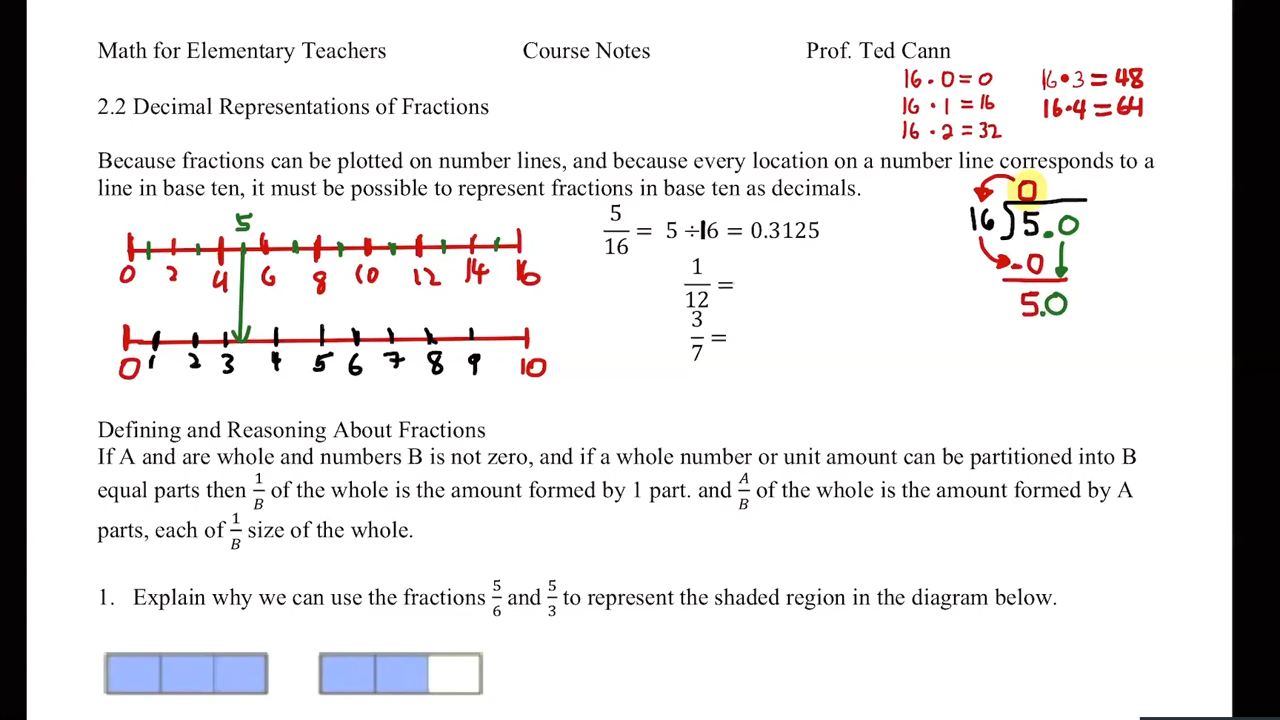 Math for Elementary Teachers Course Notes Prof. Ted Cann
16 · 0 = 0 16 • 3 = 48
16 · 1 = 16 16 · 4 = 64
16 · 2 = 32
2.2 Decimal Representations of Fractions
Because fractions can be plotted on number lines, and because every location on a number line corresponds to a
line in base ten, it must be possible to represent fractions in base ten as decimals.
5
0 2 4 6 8 10 12 14 16
0 1 2 3 4 5 6 7 8 9 10
5/16 = 5 ÷16 = 0.3125
1/12 =
3/7 =
0
16 ) 5.0
-0
5.0
Defining and Reasoning About Fractions
If A and are whole and numbers B is not zero, and if a whole number or unit amount can be partitioned into B
equal parts then 1/B of the whole is the amount formed by 1 part. and A/B of the whole is the amount formed by A
parts, each of 1/B size of the whole.
1. Explain why we can use the fractions 5/6 and 5/3 to represent the shaded region in the diagram below.